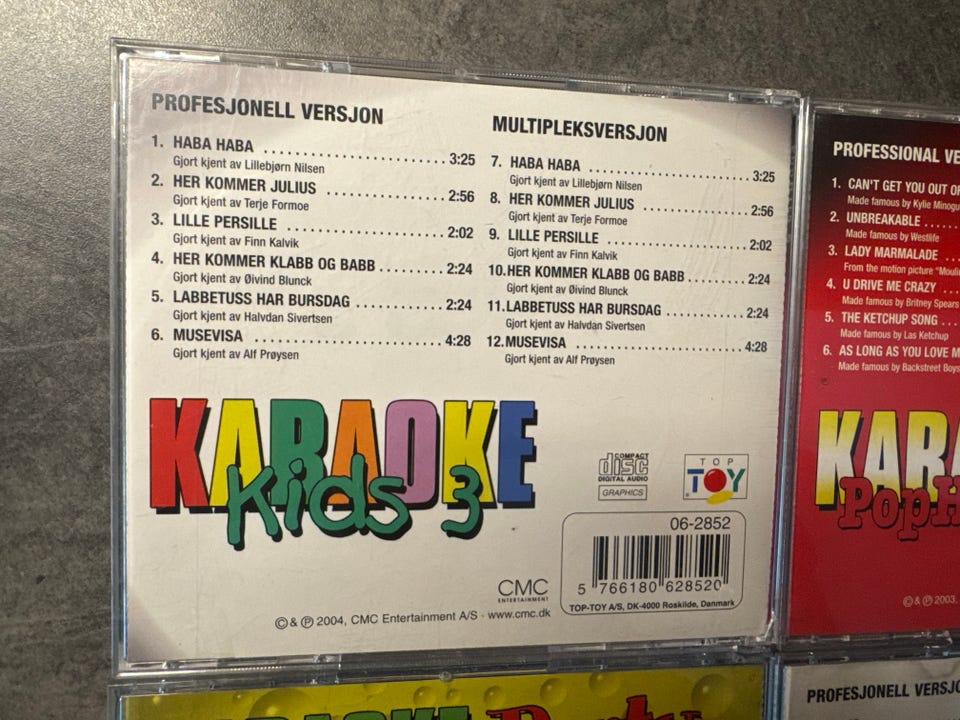 PROFESJONELL VERSJON
1. HABA HABA 3:25
Gjort kjent av Lillebjørn Nilsen
2. HER KOMMER JULIUS 2:56
Gjort kjent av Terje Formoe
3. LILLE PERSILLE 2:02
Gjort kjent av Finn Kalvik
4. HER KOMMER KLABB OG BABB 2:24
Gjort kjent av Øivind Blunck
5. LABBETUSS HAR BURSDAG 2:24
Gjort kjent av Halvdan Sivertsen
6. MUSEVISA 4:28
Gjort kjent av Alf Prøysen
MULTIPLEKSVERSJON
7. HABA HABA 3:25
Gjort kjent av Lillebjørn Nilsen
8. HER KOMMER JULIUS 2:56
Gjort kjent av Terje Formoe
9. LILLE PERSILLE 2:02
Gjort kjent av Finn Kalvik
10. HER KOMMER KLABB OG BABB 2:24
Gjort kjent av Øivind Blunck
11. LABBETUSS HAR BURSDAG 2:24
Gjort kjent av Halvdan Sivertsen
12. MUSEVISA 4:28
Gjort kjent av Alf Prøysen
KARAOKE
Kids 3
COMPACT
disc
DIGITAL AUDIO
GRAPHICS
TOP
TOY
06-2852
5 766180 628520
TOP-TOY A/S, DK-4000 Roskilde, Danmark
CMC
ENTERTAINMENT
© & ℗ 2004, CMC Entertainment A/S · www.cmc.dk
PROFESSIONAL VE
1. CAN'T GET YOU OUT OF
Made famous by Kylie Minogu
2. UNBREAKABLE
Made famous by Westlife
3. LADY MARMALADE
From the motion picture "Moulin
4. U DRIVE ME CRAZY
Made famous by Britney Spears
5. THE KETCHUP SONG
Made famous by Las Ketchup
6. AS LONG AS YOU LOVE M
Made famous by Backstreet Boys
KARA
PopH
© & ℗ 2003,
PROFESJONELL VERSJO